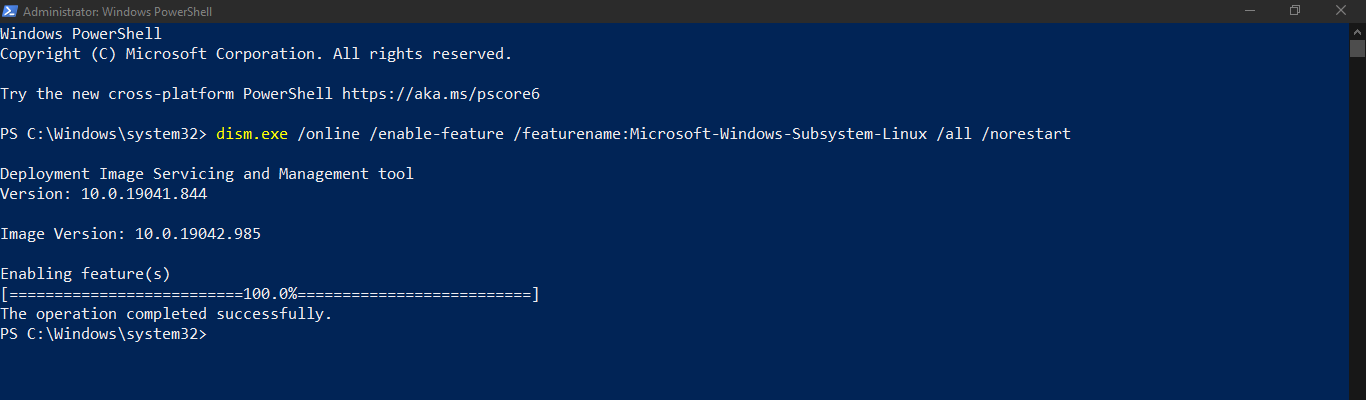 Administrator: Windows PowerShell
Windows PowerShell
Copyright (C) Microsoft Corporation. All rights reserved.
Try the new cross-platform PowerShell https://aka.ms/pscore6
PS C:\Windows\system32> dism.exe /online /enable-feature /featurename:Microsoft-Windows-Subsystem-Linux /all /norestart
Deployment Image Servicing and Management tool
Version: 10.0.19041.844
Image Version: 10.0.19042.985
Enabling feature(s)
[==========================100.0%==========================]
The operation completed successfully.
PS C:\Windows\system32>